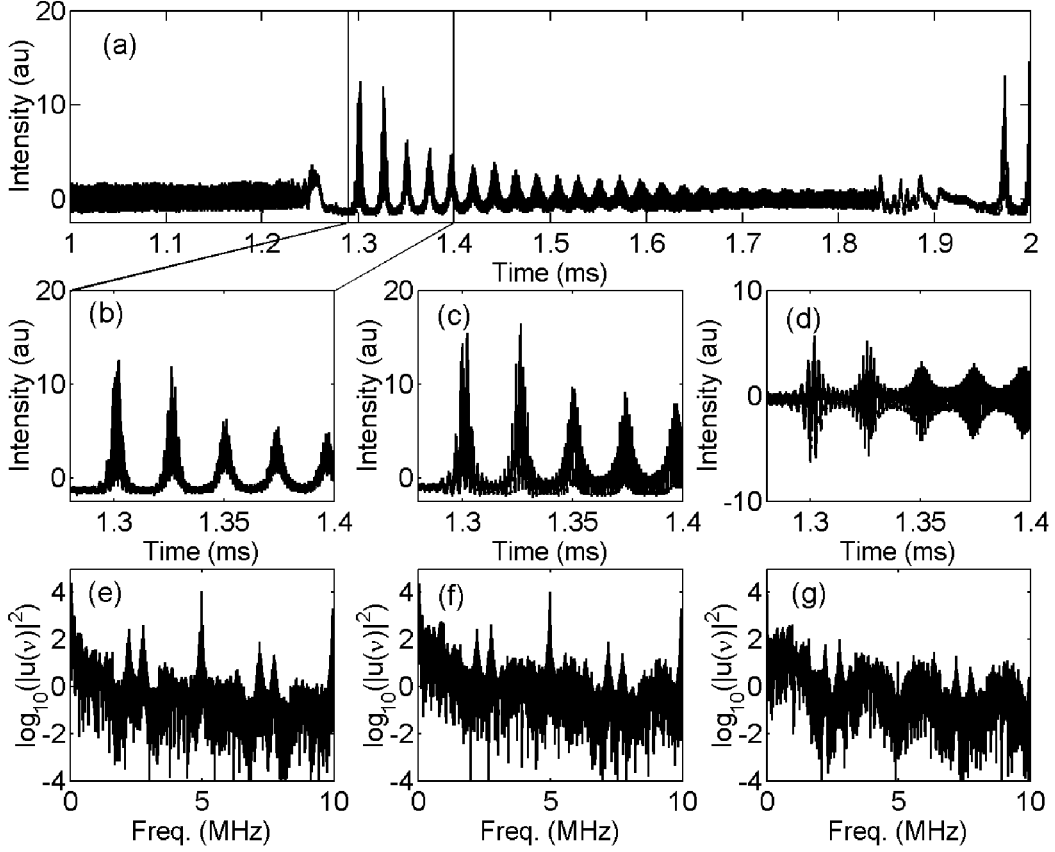 20
(a)
Intensity (au)
10
0
1 1.1 1.2 1.3 1.4 1.5 1.6 1.7 1.8 1.9 2
Time (ms)
20 20 10
(b) (c) (d)
Intensity (au) Intensity (au) Intensity (au)
10 10 0
0 0 -10
1.3 1.35 1.4 1.3 1.35 1.4 1.3 1.35 1.4
Time (ms) Time (ms) Time (ms)
4 (e) 4 (f) 4 (g)
log₁₀(|u(ν)|²) log₁₀(|u(ν)|²) log₁₀(|u(ν)|²)
2 2 2
0 0 0
-2 -2 -2
-4 -4 -4
0 5 10 0 5 10 0 5 10
Freq. (MHz) Freq. (MHz) Freq. (MHz)